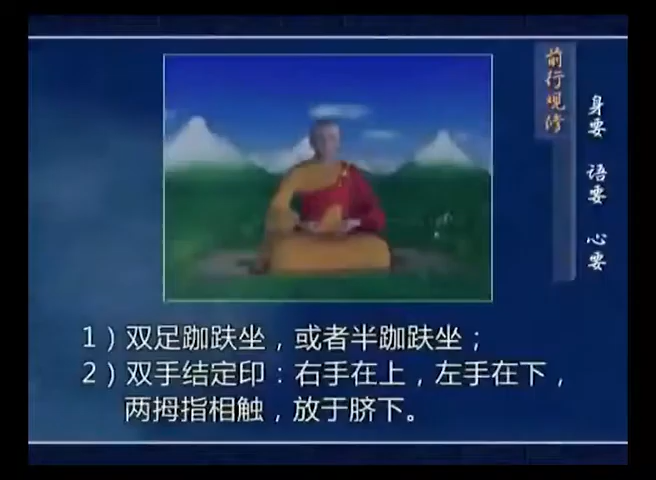 前行观修
身要 语要 心要
1）双足跏趺坐，或者半跏趺坐；
2）双手结定印：右手在上，左手在下，
两拇指相触，放于脐下。